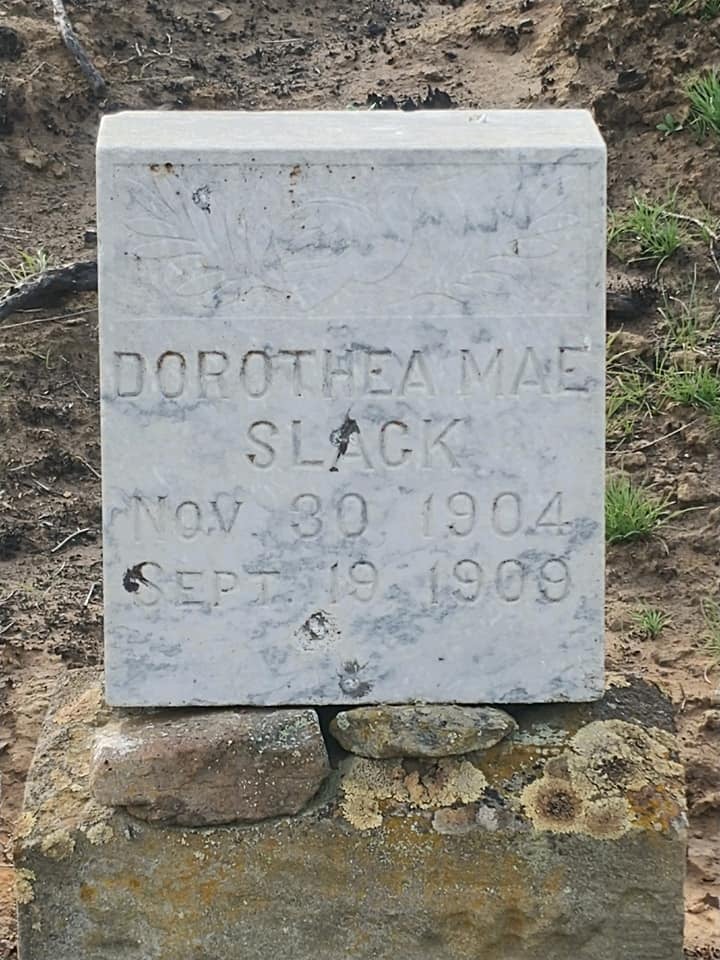 DOROTHEA MAE
SLACK
NOV 30 1904
SEPT. 19 1909